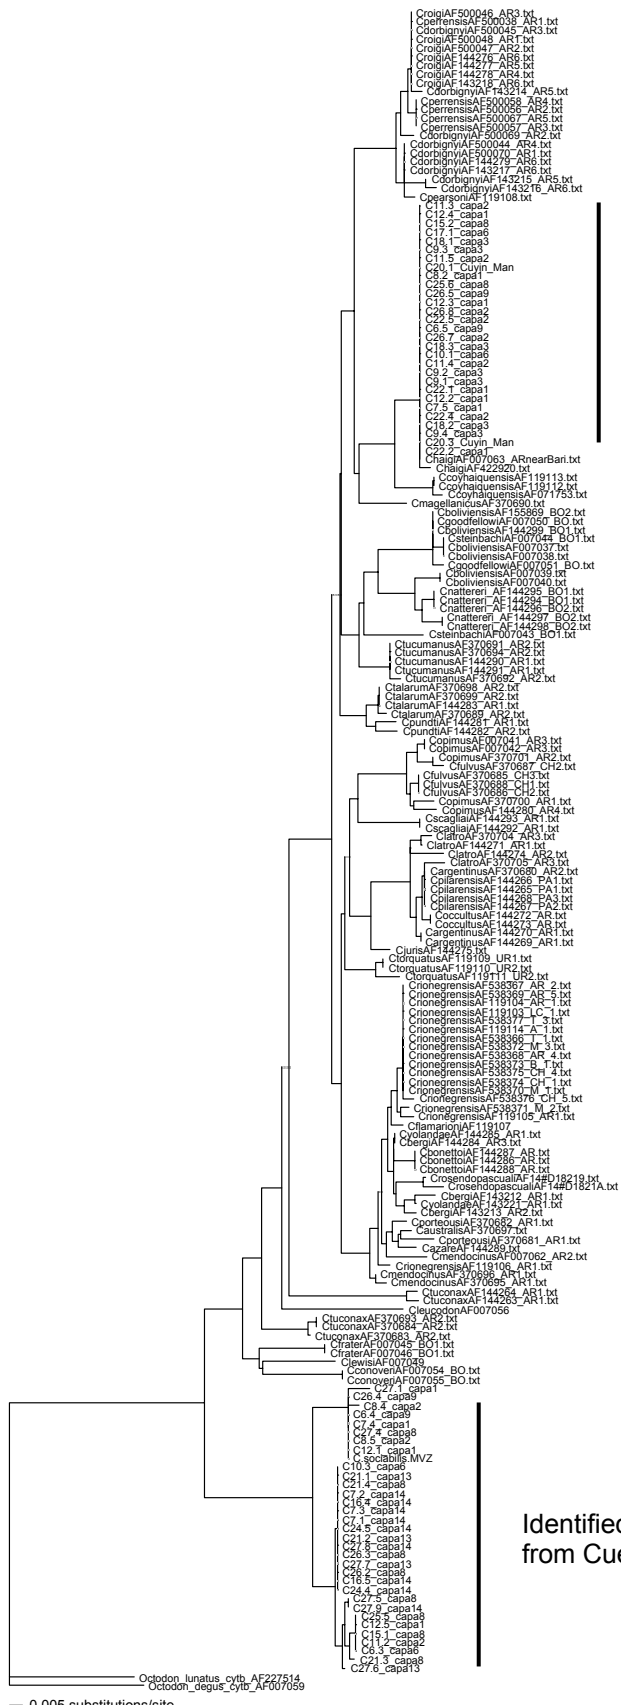 CroigiAF500046_AR3.txt
CperrensisAF500038_AR1.txt
CdorbignyiAF500045_AR3.txt
CroigiAF500048_AR1.txt
CroigiAF500047_AR2.txt
CroigiAF144276_AR6.txt
CroigiAF144277_AR5.txt
CroigiAF144278_AR4.txt
CroigiAF143218_AR6.txt
CdorbignyiAF143214_AR5.txt
CperrensisAF500058_AR4.txt
CperrensisAF500056_AR2.txt
CperrensisAF500067_AR5.txt
CperrensisAF500057_AR3.txt
CdorbignyiAF500069_AR2.txt
CdorbignyiAF500044_AR4.txt
CdorbignyiAF500070_AR1.txt
CdorbignyAF144279_AR6.txt
CdorbignyiAF143217_AR6.txt
CdorbignyiAF143215_AR5.txt
CdorbignyiAF143216_AR6.txt
CpearsoniAF119108.txt
C11.3_capa2
C12.4_capa1
C15.2_capa8
C17.1_capa6
C18.1_capa3
C9.3_capa3
C11.5_capa2
C20.1_Cuyin_Man
C8.2_capa1
C25.6_capa8
C26.5_capa9
C12.3_capa1
C26.8_capa2
C22.5_capa2
C6.5_capa9
C26.7_capa2
C18.3_capa3
C10.1_capa6
C11.4_capa2
C9.2_capa3
C9.1_capa3
C22.1_capa1
C12.2_capa1
C7.5_capa1
C22.4_capa2
C18.2_capa3
C9.4_capa3
C20.3_Cuyin_Man
C22.2_capa1
ChaigiAF007063_ARnearBari.txt
ChaigiAF422920.txt
CcoyhaiquensisAF119113.txt
CcoyhaiquensisAF119112.txt
CcoyhaiquensisAF071753.txt
CmagellanicusAF370690.txt
CboliviensisAF155869_BO2.txt
CgoodfellowiAF007050_BO.txt
CboliviensisAF144299_BO1.txt
CsteinbachiAF007044_BO1.txt
CboliviensisAF007037.txt
CboliviensisAF007038.txt
CgoodfellowiAF007051_BO.txt
CboliviensisAF007039.txt
CboliviensisAF007040.txt
Cnattereri_AF144295_BO1.txt
Cnattereri_AF144294_BO1.txt
Cnattereri_AF144296_BO2.txt
Cnattereri_AF144297_BO2.txt
Cnattereri_AF144298_BO2.txt
CsteinbachiAF007043_BO1.txt
CtucumanusAF370691_AR2.txt
CtucumanusAF370694_AR2.txt
CtucumanusAF144290_AR1.txt
CtucumanusAF144291_AR1.txt
CtucumanusAF370692_AR2.txt
CtalarumAF370698_AR2.txt
CtalarumAF370699_AR2.txt
CtalarumAF144283_AR1.txt
CtalarumAF370689_AR2.txt
CpundtiAF144281_AR1.txt
CpundtiAF144282_AR2.txt
CopimusAF007041_AR3.txt
CopimusAF007042_AR3.txt
CopimusAF370701_AR2.txt
CfulvusAF370687_CH2.txt
CfulvusAF370685_CH3.txt
CfulvusAF370688_CH1.txt
CfulvusAF370686_CH2.txt
CopimusAF370700_AR1.txt
CopimusAF144280_AR4.txt
CscagliaiAF144293_AR1.txt
CscagliaiAF144292_AR1.txt
ClatroAF370704_AR3.txt
ClatroAF144271_AR1.txt
ClatroAF144274_AR2.txt
ClatroAF370705_AR3.txt
CargentinusAF370680_AR2.txt
CpilarensisAF144266_PA1.txt
CpilarensisAF144265_PA1.txt
CpilarensisAF144268_PA3.txt
CpilarensisAF144267_PA2.txt
CoccultusAF144272_AR.txt
CoccultusAF144273_AR.txt
CargentinusAF144270_AR1.txt
CargentinusAF144269_AR1.txt
CjurisAF144275.txt
CtorquatusAF119109_UR1.txt
CtorquatusAF119110_UR2.txt
CtorquatusAF119111_UR2.txt
CrionegrensisAF538367_AR_2.txt
CrionegrensisAF538369_AR_5.txt
CrionegrensisAF119104_AR_1.txt
CrionegrensisAF119103_LC_1.txt
CrionegrensisAF538377_T_3.txt
CrionegrensisAF119114_A_1.txt
CrionegrensisAF538366_T_1.txt
CrionegrensisAF538372_M_3.txt
CrionegrensisAF538368_AR_4.txt
CrionegrensisAF538373_B_1.txt
CrionegrensisAF538375_CH_4.txt
CrionegrensisAF538374_CH_1.txt
CrionegrensisAF538370_M_1.txt
CrionegrensisAF538376_CH_5.txt
CrionegrensisAF538371_M_2.txt
CrionegrensisAF119105_AR1.txt
CflamarioniAF119107
CyolandaeAF144285_AR1.txt
CbergiAF144284_AR3.txt
CbonettoiAF144287_AR.txt
CbonettoiAF144286_AR.txt
CbonettoiAF144288_AR.txt
CrosendopascualiAF14#D18219.txt
CrosendopascualiAF14#D1821A.txt
CbergiAF143212_AR1.txt
CyolandaeAF143221_AR1.txt
CbergiAF143213_AR2.txt
CporteousiAF370682_AR1.txt
CaustralisAF370697.txt
CporteousiAF370681_AR1.txt
CazareAF144289.txt
CmendocinusAF007062_AR2.txt
CrionegrensisAF119106_AR1.txt
CmendocinusAF370696_AR1.txt
CmendocinusAF370695_AR1.txt
CtuconaxAF144264_AR1.txt
CtuconaxAF144263_AR1.txt
CleucodonAF007056
CtuconaxAF370693_AR2.txt
CtuconaxAF370684_AR2.txt
CtuconaxAF370683_AR2.txt
CfraterAF007045_BO1.txt
CfraterAF007046_BO1.txt
ClewisiAF007049
CconoveriAF007054_BO.txt
CconoveriAF007055_BO.txt
C27.1_capa1
C26.4_capa9
C8.4_capa2
C6.4_capa9
C7.4_capa1
C27.4_capa8
C8.5_capa2
C12.1_capa1
C.sociabilis.MVZ
C10.3_capa6
C21.1_capa13
C21.4_capa8
C7.2_capa14
C16.4_capa14
C7.3_capa14
C7.1_capa14
C24.5_capa14
C21.2_capa13
C27.8_capa14
C26.3_capa8
C27.7_capa13
C26.2_capa8
C16.5_capa14
C24.4_capa14
C27.5_capa8
C27.9_capa14
C25.5_capa8
C12.5_capa1
C15.1_capa8
C11.2_capa2
C6.3_capa6
C21.3_capa8
C27.6_capa13
Identified
from Cue
Octodon_lunatus_cytb_AF227514
Octodon_degus_cytb_AF007059
0.005 substitutions/site